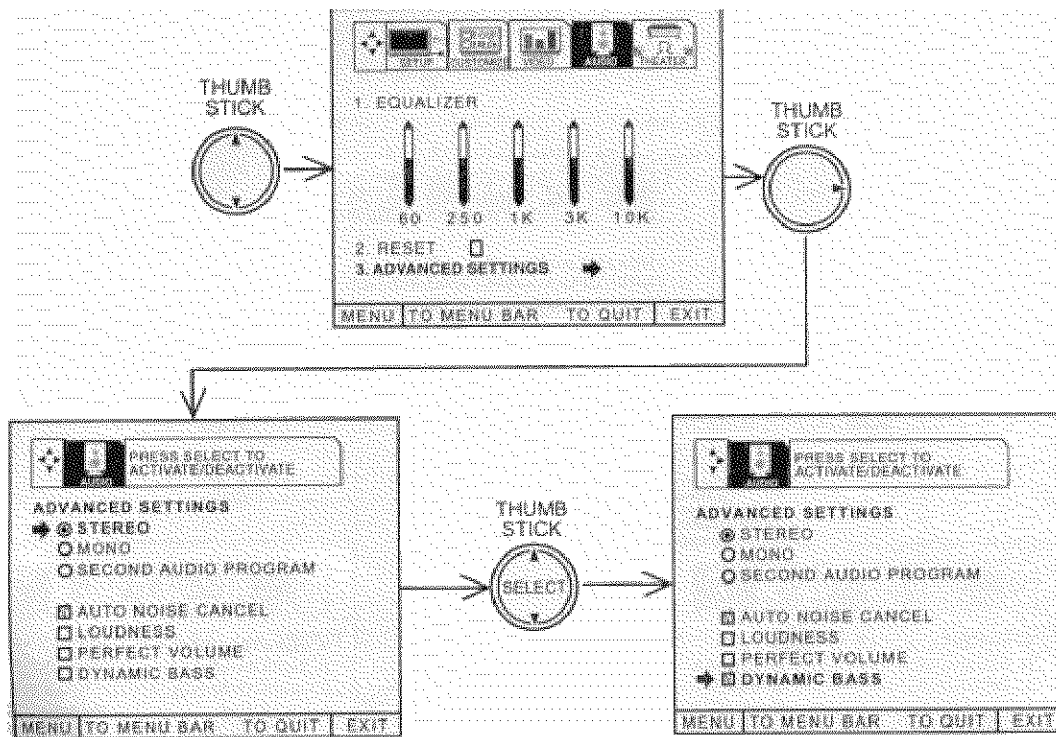 SETUP CUSTOMIZE VIDEO AUDIO THEATER
THUMB
STICK
1. EQUALIZER
60 250 1K 3K 10K
2. RESET
3. ADVANCED SETTINGS
MENU TO MENU BAR TO QUIT EXIT
THUMB
STICK
AUDIO
PRESS SELECT TO
ACTIVATE/DEACTIVATE
ADVANCED SETTINGS
STEREO
MONO
SECOND AUDIO PROGRAM
AUTO NOISE CANCEL
LOUDNESS
PERFECT VOLUME
DYNAMIC BASS
MENU TO MENU BAR TO QUIT EXIT
THUMB
STICK
SELECT
PRESS SELECT TO
ACTIVATE/DEACTIVATE
ADVANCED SETTINGS
STEREO
MONO
SECOND AUDIO PROGRAM
AUTO NOISE CANCEL
LOUDNESS
PERFECT VOLUME
DYNAMIC BASS
MENU TO MENU BAR TO QUIT EXIT